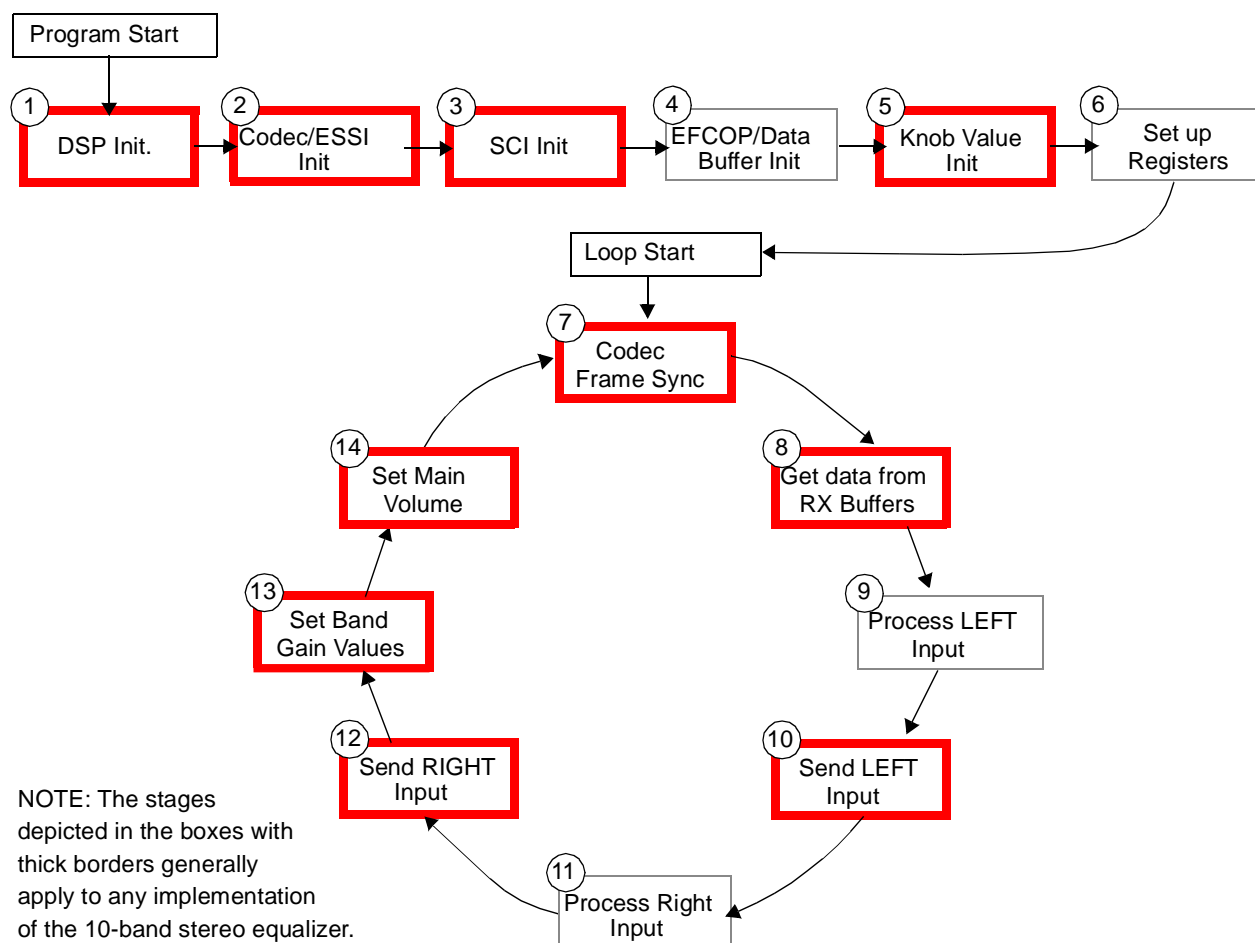 Program Start
1
DSP Init.
2
Codec/ESSI
Init
3
SCI Init
4
EFCOP/Data
Buffer Init
5
Knob Value
Init
6
Set up
Registers
Loop Start
7
Codec
Frame Sync
8
Get data from
RX Buffers
9
Process LEFT
Input
10
Send LEFT
Input
11
Process Right
Input
12
Send RIGHT
Input
13
Set Band
Gain Values
14
Set Main
Volume
NOTE: The stages
depicted in the boxes with
thick borders generally
apply to any implementation
of the 10-band stereo equalizer.